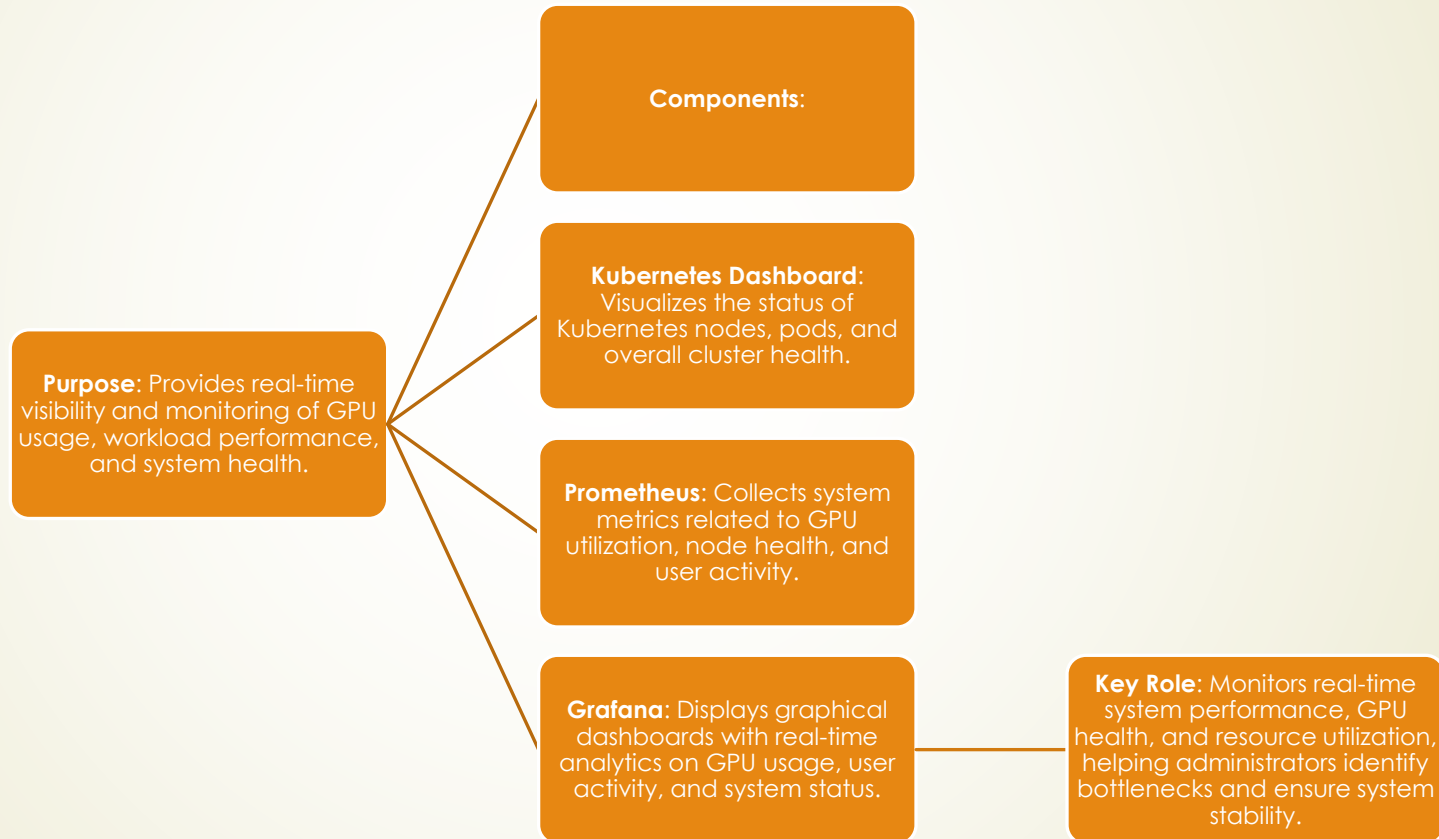 Components:
Kubernetes Dashboard:
Visualizes the status of
Kubernetes nodes, pods, and
overall cluster health.
Purpose: Provides real-time
visibility and monitoring of GPU
usage, workload performance,
and system health.
Prometheus: Collects system
metrics related to GPU
utilization, node health, and
user activity.
Grafana: Displays graphical
dashboards with real-time
analytics on GPU usage, user
activity, and system status.
Key Role: Monitors real-time
system performance, GPU
health, and resource utilization,
helping administrators identify
bottlenecks and ensure system
stability.